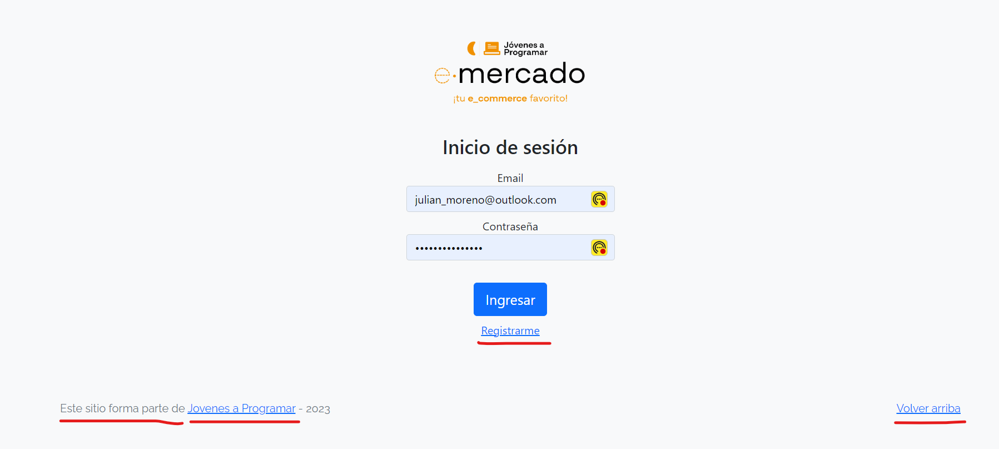 Jóvenes a
Programar
e·mercado
¡tu e_commerce favorito!
Inicio de sesión
Email
julian_moreno@outlook.com
Contraseña
•••••••••••••••
Ingresar
Registrarme
Este sitio forma parte de Jovenes a Programar - 2023
Volver arriba